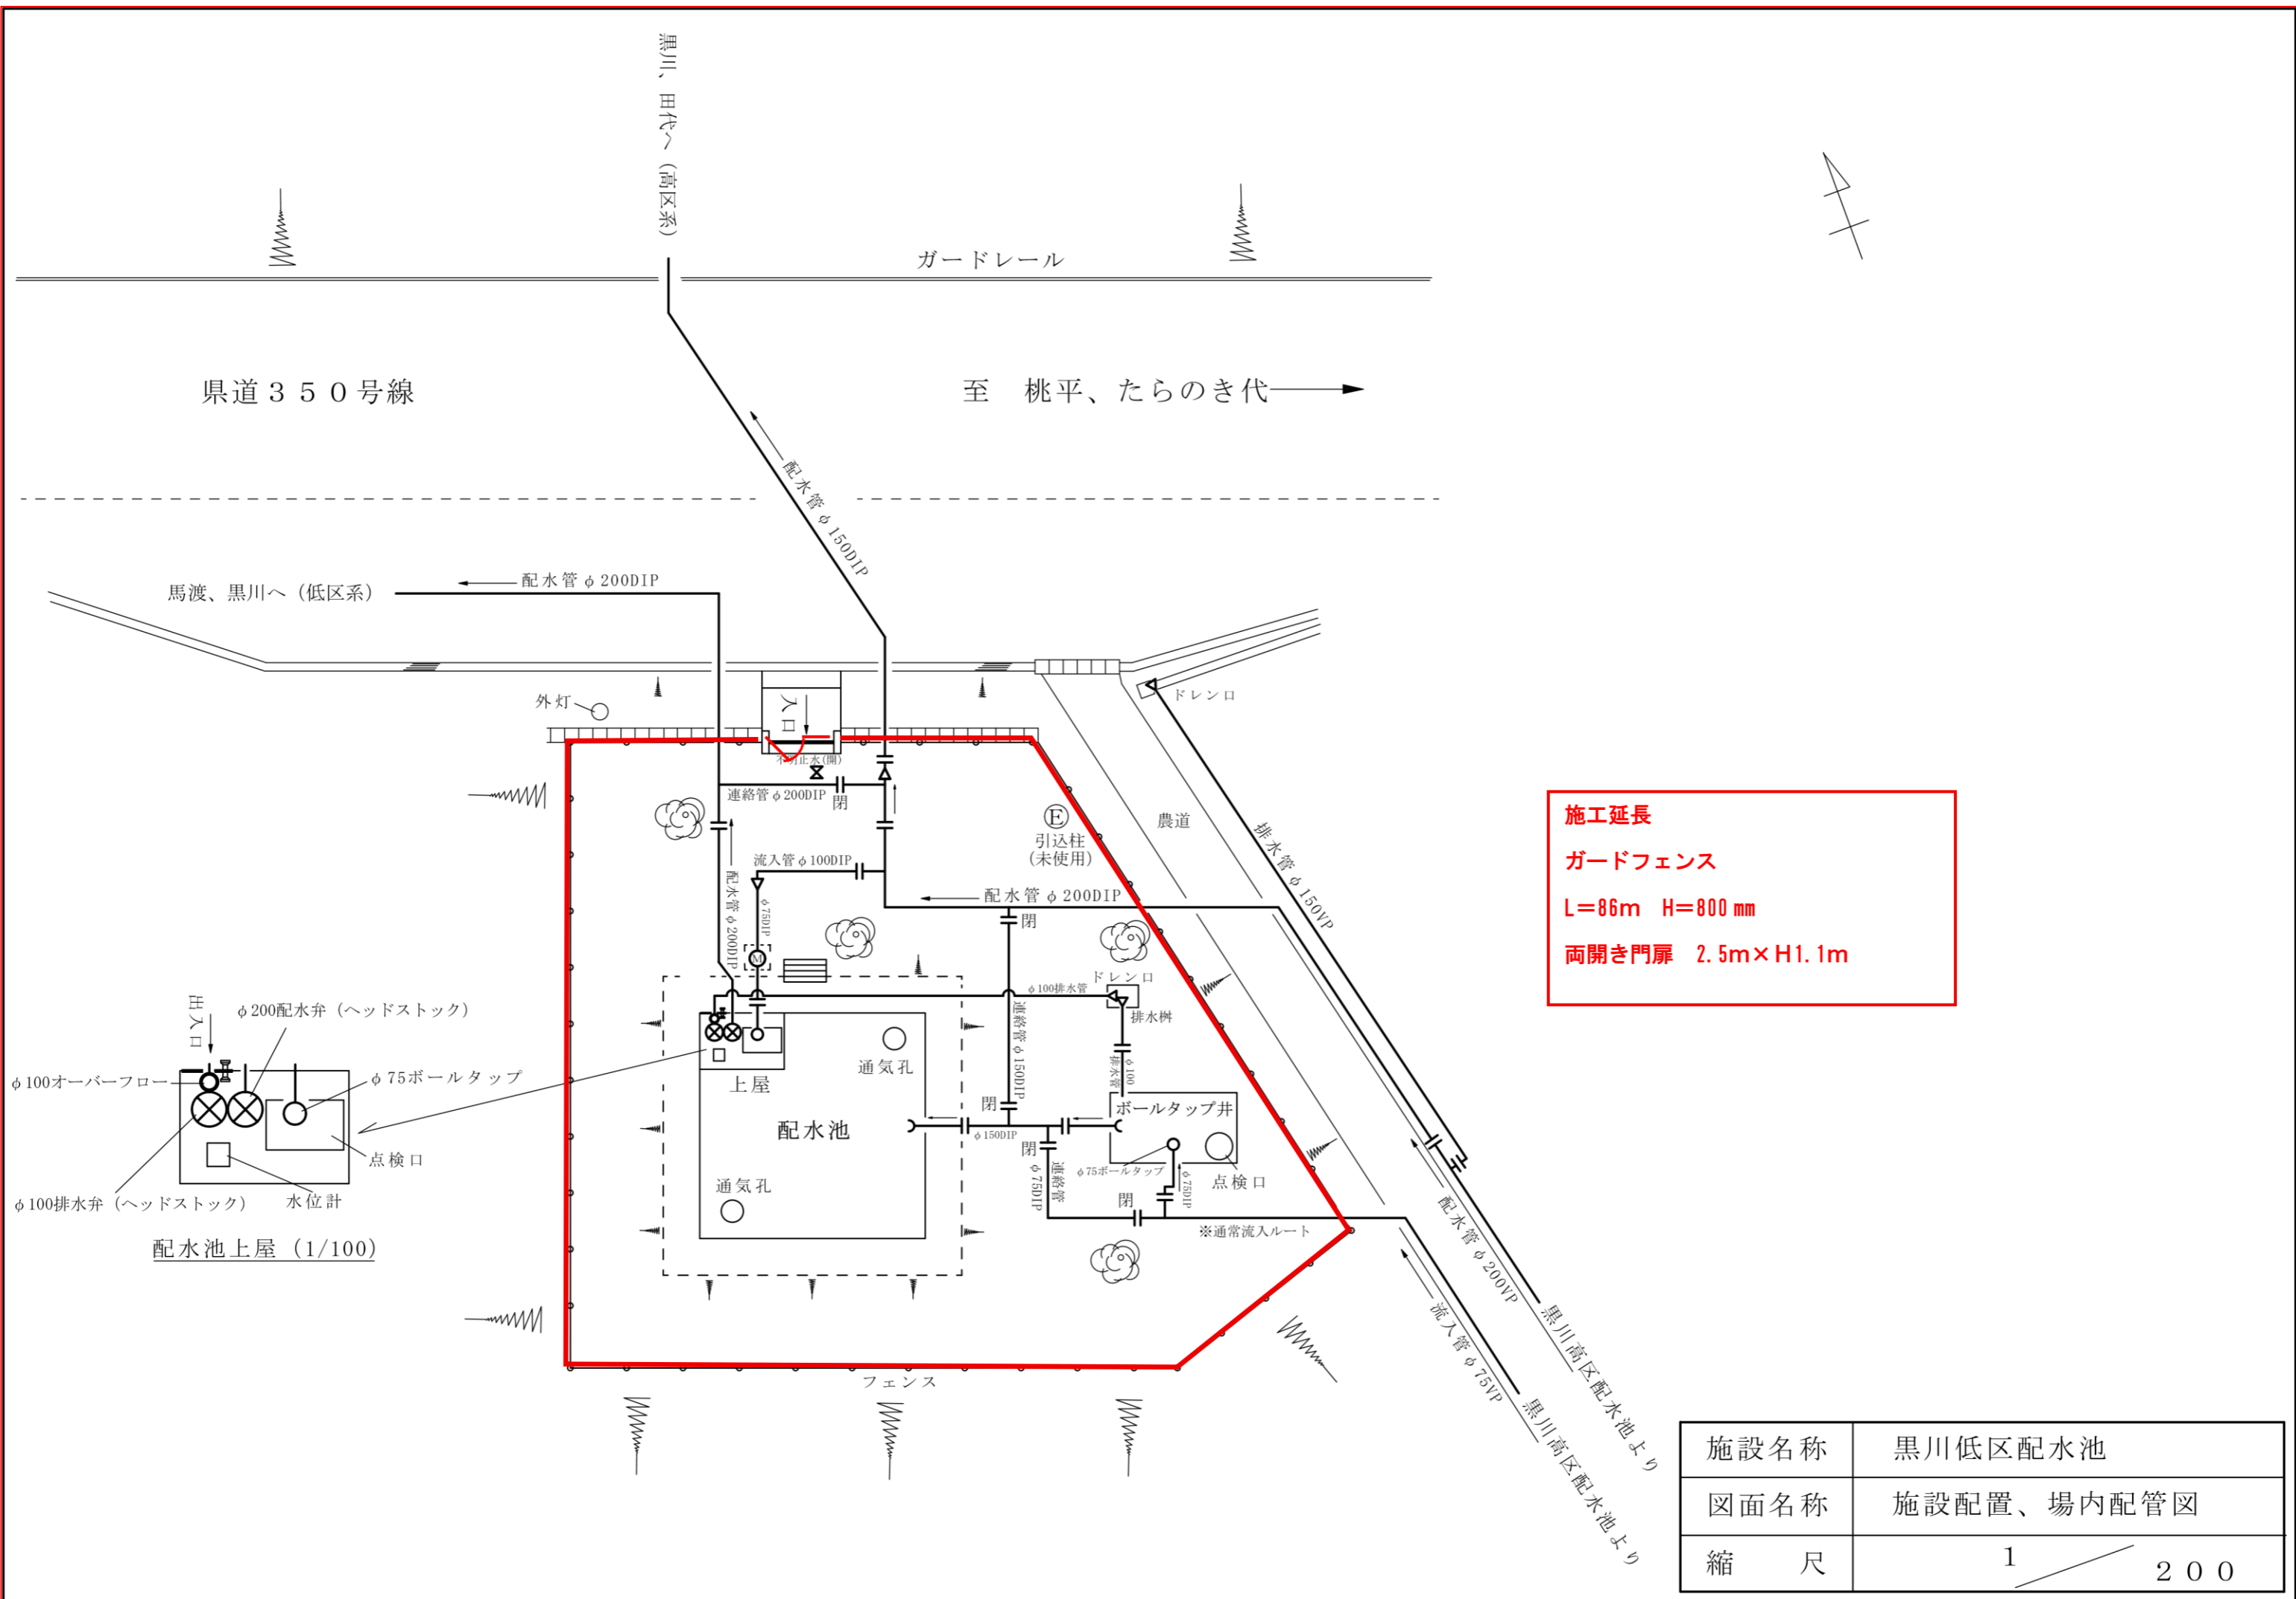 黒川、田代へ（高区系）
ガードレール
県道３５０号線
至　桃平、たらのき代
配水管φ150DIP
配水管φ200DIP
馬渡、黒川へ（低区系）
ドレン口
外灯
入口
連絡管φ200DIP
閉
E
引込柱
（未使用）
農道
排水管φ150VP
流入管φ100DIP
配水管φ200DIP
φ75DIP
配水管φ200DIP
閉
M
ドレン口
φ100排水管
排水桝
連絡管φ150DIP
φ100
排水管
通気孔
上屋
配水池
閉
φ150DIP
ボールタップ井
閉
連絡管
φ75DIP
φ75ボールタップ
φ75DIP
点検口
通気孔
閉
※通常流入ルート
配水管φ200VP
流入管φ75VP
黒川高区配水池より
黒川高区配水池より
フェンス
出入口
φ200配水弁（ヘッドストック）
φ100オーバーフロー
φ75ボールタップ
点検口
φ100排水弁（ヘッドストック）
水位計
配水池上屋（1/100）
施工延長
ガードフェンス
L＝86m　H＝800㎜
両開き門扉　2.5m×H1.1m
施設名称　黒川低区配水池
図面名称　施設配置、場内配管図
縮　尺　1／200